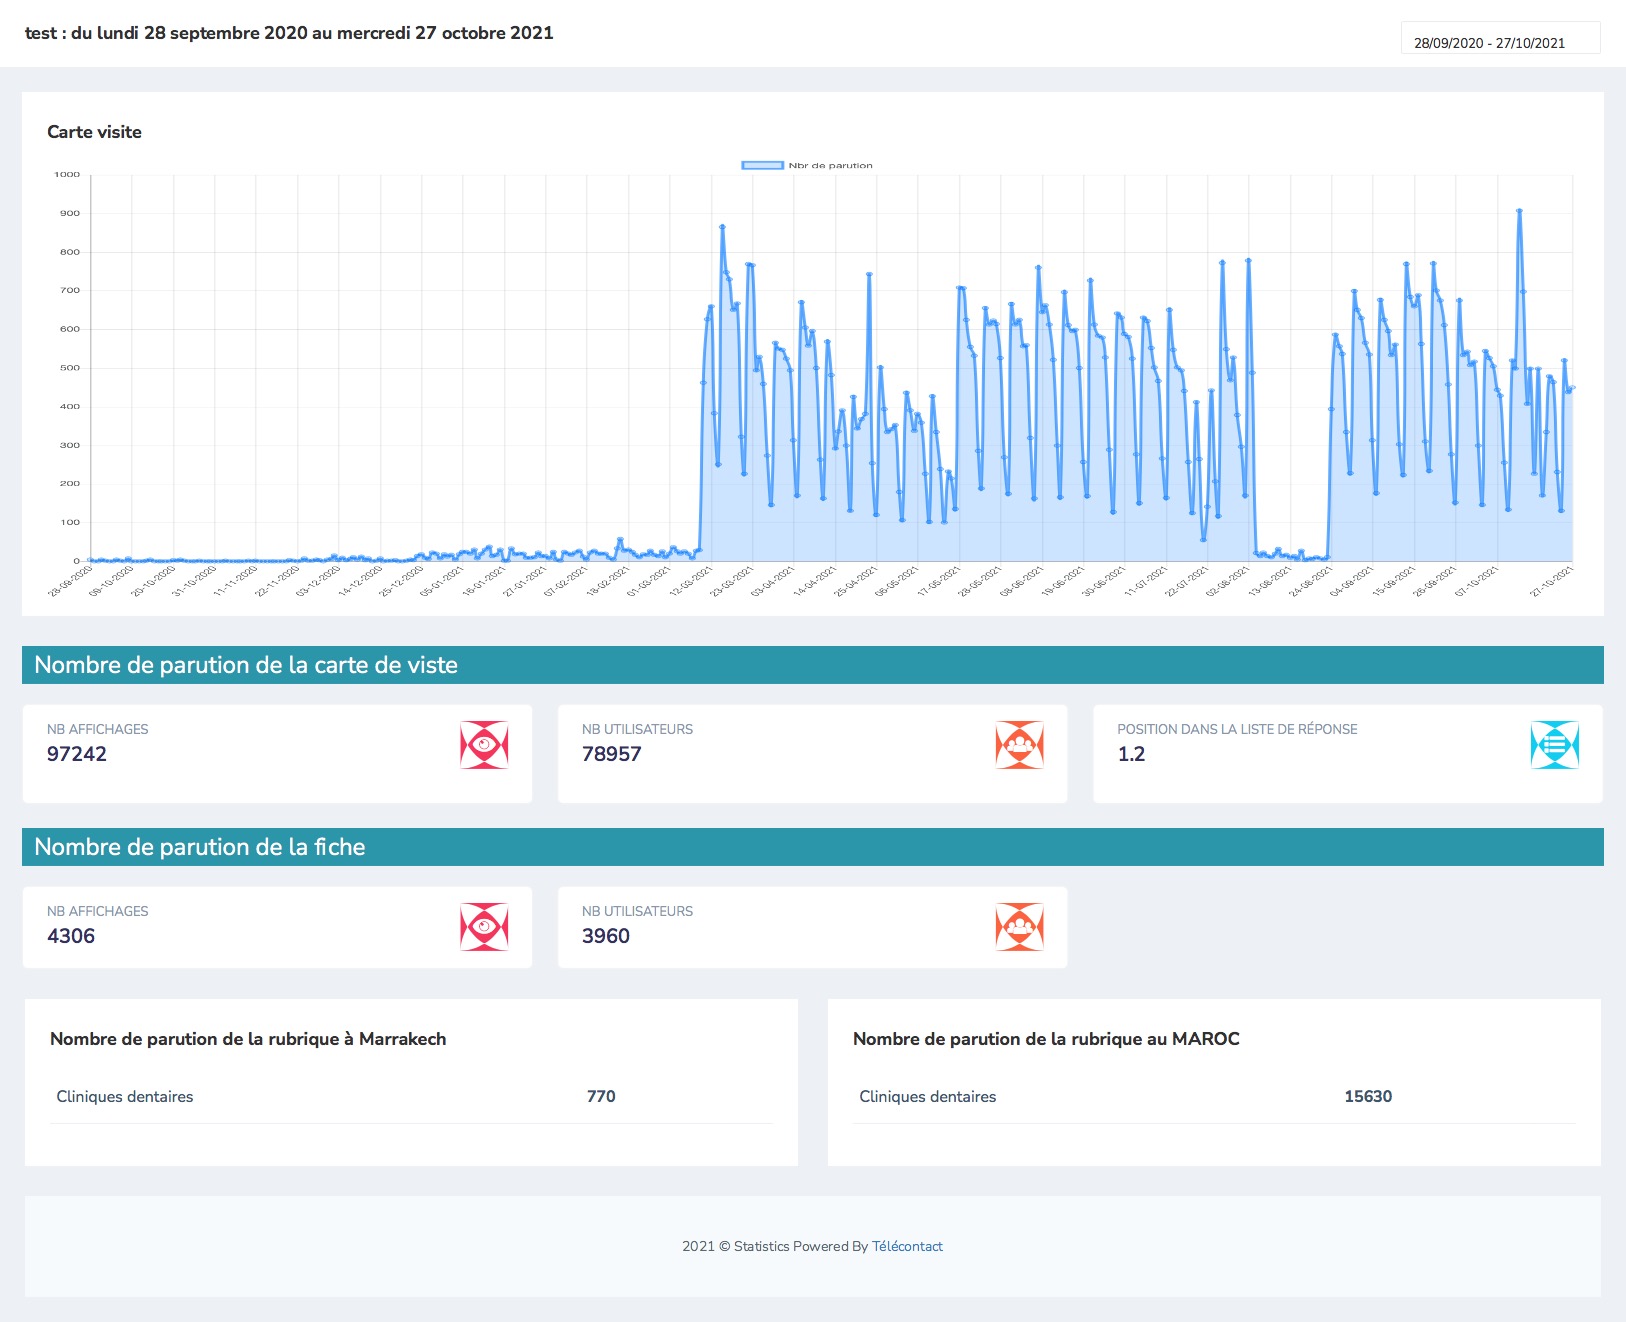 test : du lundi 28 septembre 2020 au mercredi 27 octobre 2021
28/09/2020 - 27/10/2021
Carte visite
Nbr de parution
1000
900
800
700
600
500
400
300
200
100
0
28-09-2020 09-10-2020 20-10-2020 31-10-2020 11-11-2020 22-11-2020 03-12-2020 14-12-2020 25-12-2020 05-01-2021 16-01-2021 27-01-2021 07-02-2021 18-02-2021 01-03-2021 12-03-2021 23-03-2021 03-04-2021 14-04-2021 25-04-2021 06-05-2021 17-05-2021 28-05-2021 08-06-2021 19-06-2021 30-06-2021 11-07-2021 22-07-2021 02-08-2021 13-08-2021 24-08-2021 04-09-2021 15-09-2021 26-09-2021 07-10-2021 27-10-2021
Nombre de parution de la carte de viste
NB AFFICHAGES
97242
NB UTILISATEURS
78957
POSITION DANS LA LISTE DE RÉPONSE
1.2
Nombre de parution de la fiche
NB AFFICHAGES
4306
NB UTILISATEURS
3960
Nombre de parution de la rubrique à Marrakech
Cliniques dentaires 770
Nombre de parution de la rubrique au MAROC
Cliniques dentaires 15630
2021 © Statistics Powered By Télécontact